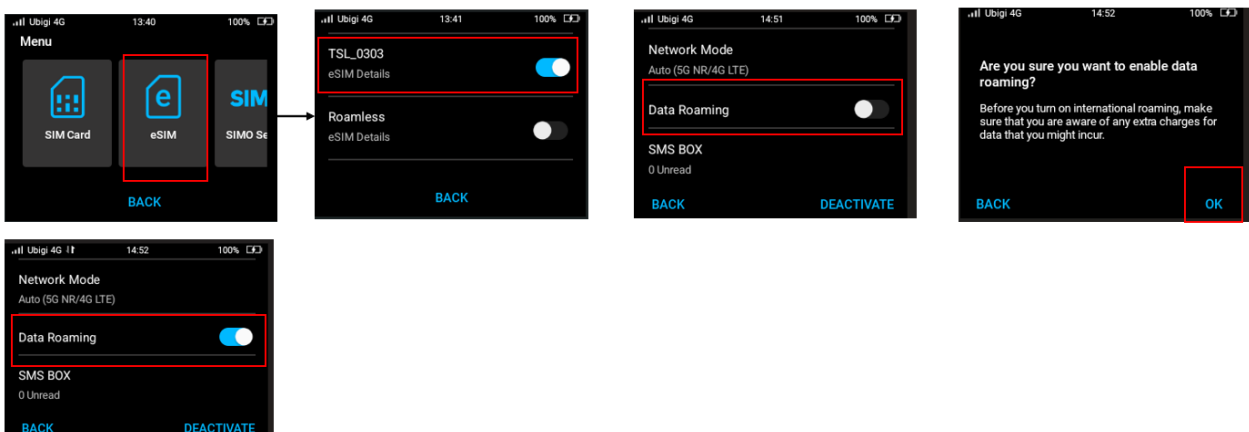 Ubigi 4G 13:40 100%
Menu
SIM Card eSIM SIMO Se
BACK
Ubigi 4G 13:41 100%
TSL_0303
eSIM Details
Roamless
eSIM Details
BACK
Ubigi 4G 14:51 100%
Network Mode
Auto (5G NR/4G LTE)
Data Roaming
SMS BOX
0 Unread
BACK DEACTIVATE
Ubigi 4G 14:52 100%
Are you sure you want to enable data
roaming?
Before you turn on international roaming, make
sure that you are aware of any extra charges for
data that you might incur.
BACK OK
Ubigi 4G 14:52 100%
Network Mode
Auto (5G NR/4G LTE)
Data Roaming
SMS BOX
0 Unread
BACK DEACTIVATE